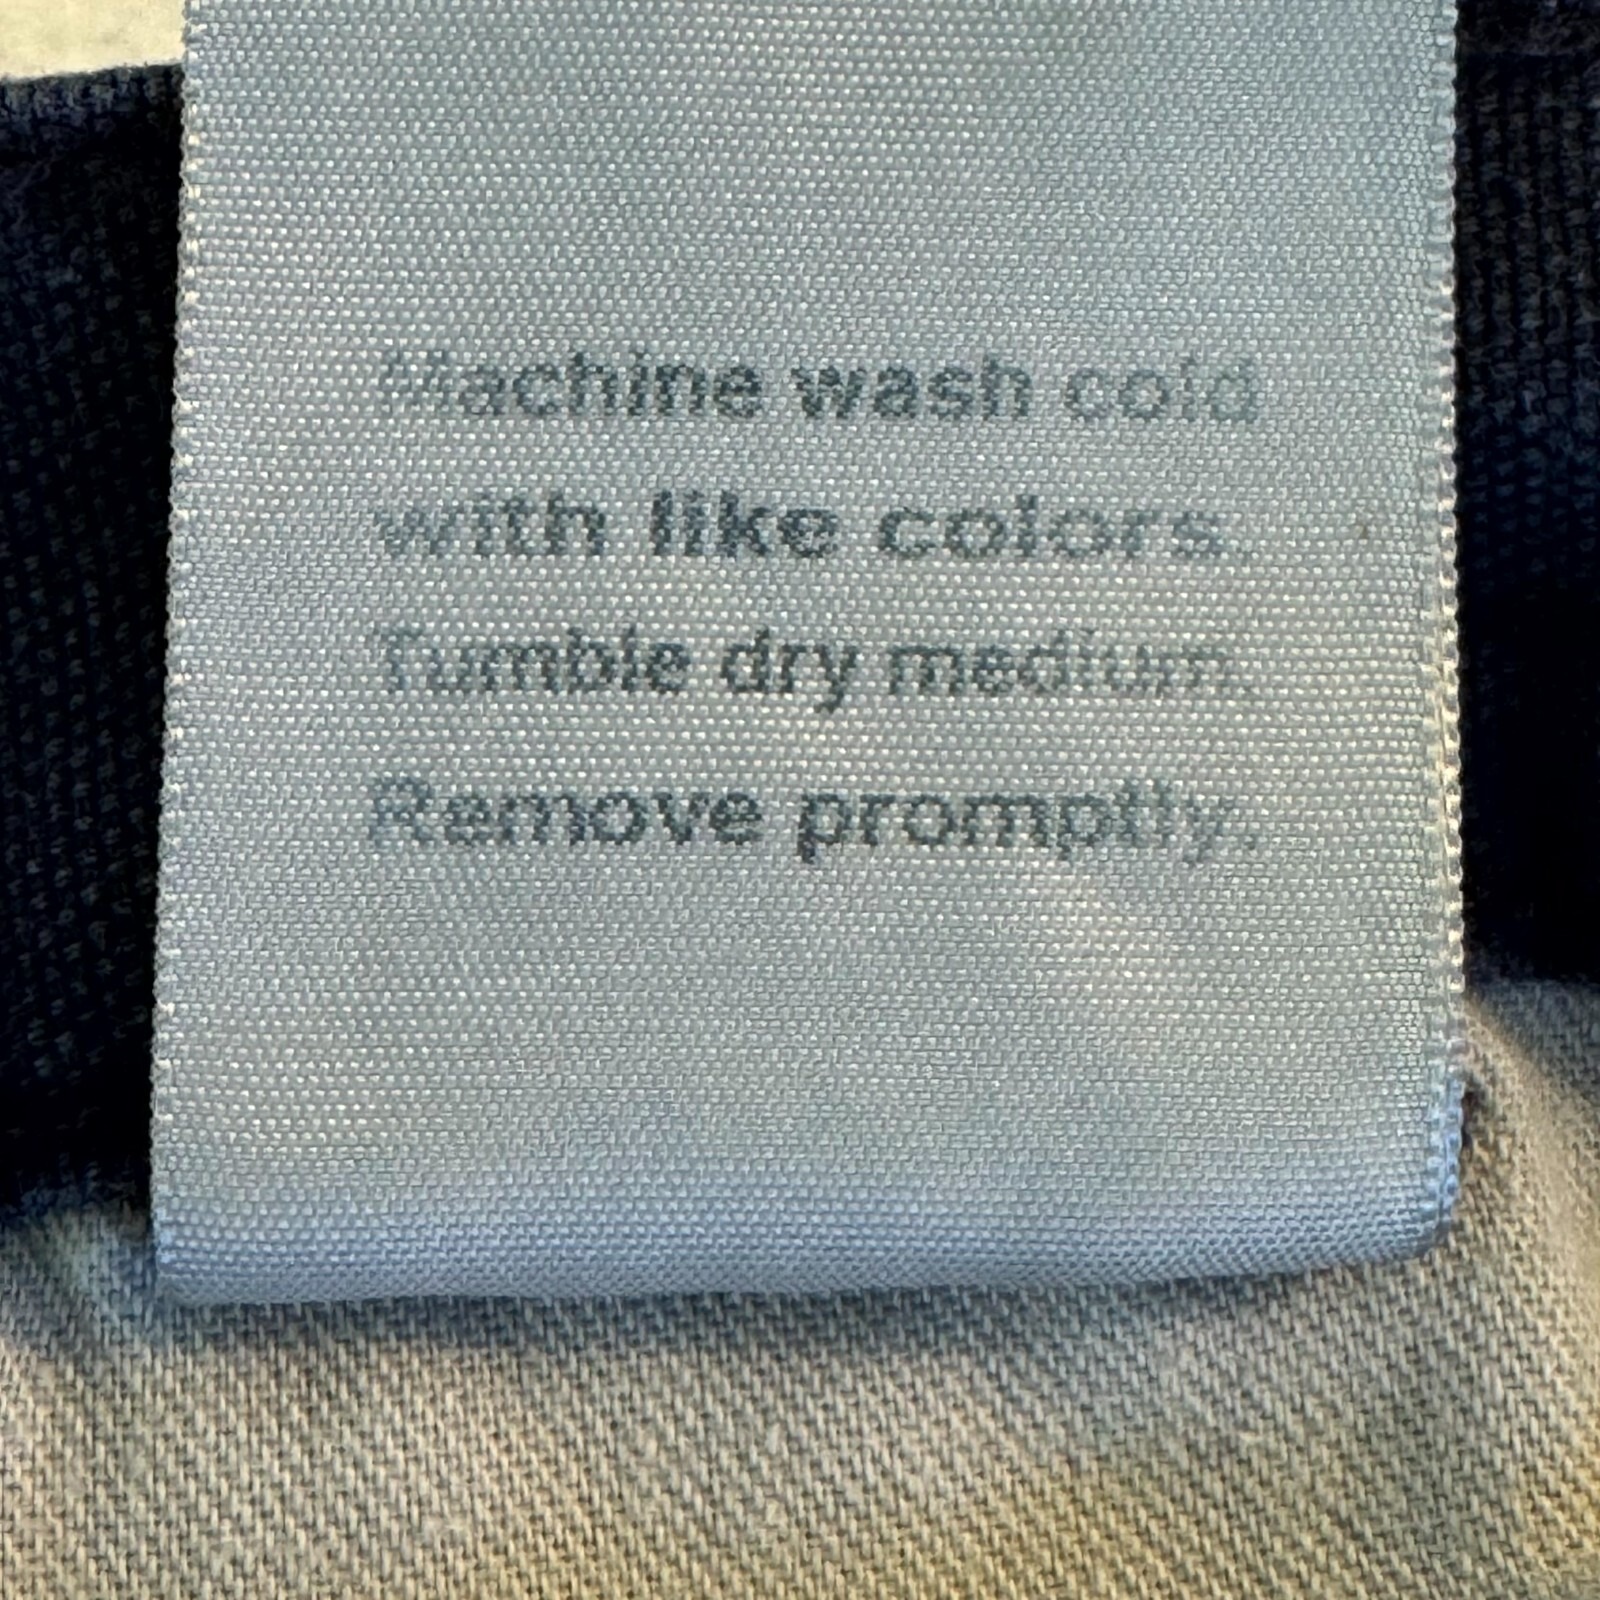 Machine wash cold
with like colors.
Tumble dry medium.
Remove promptly.